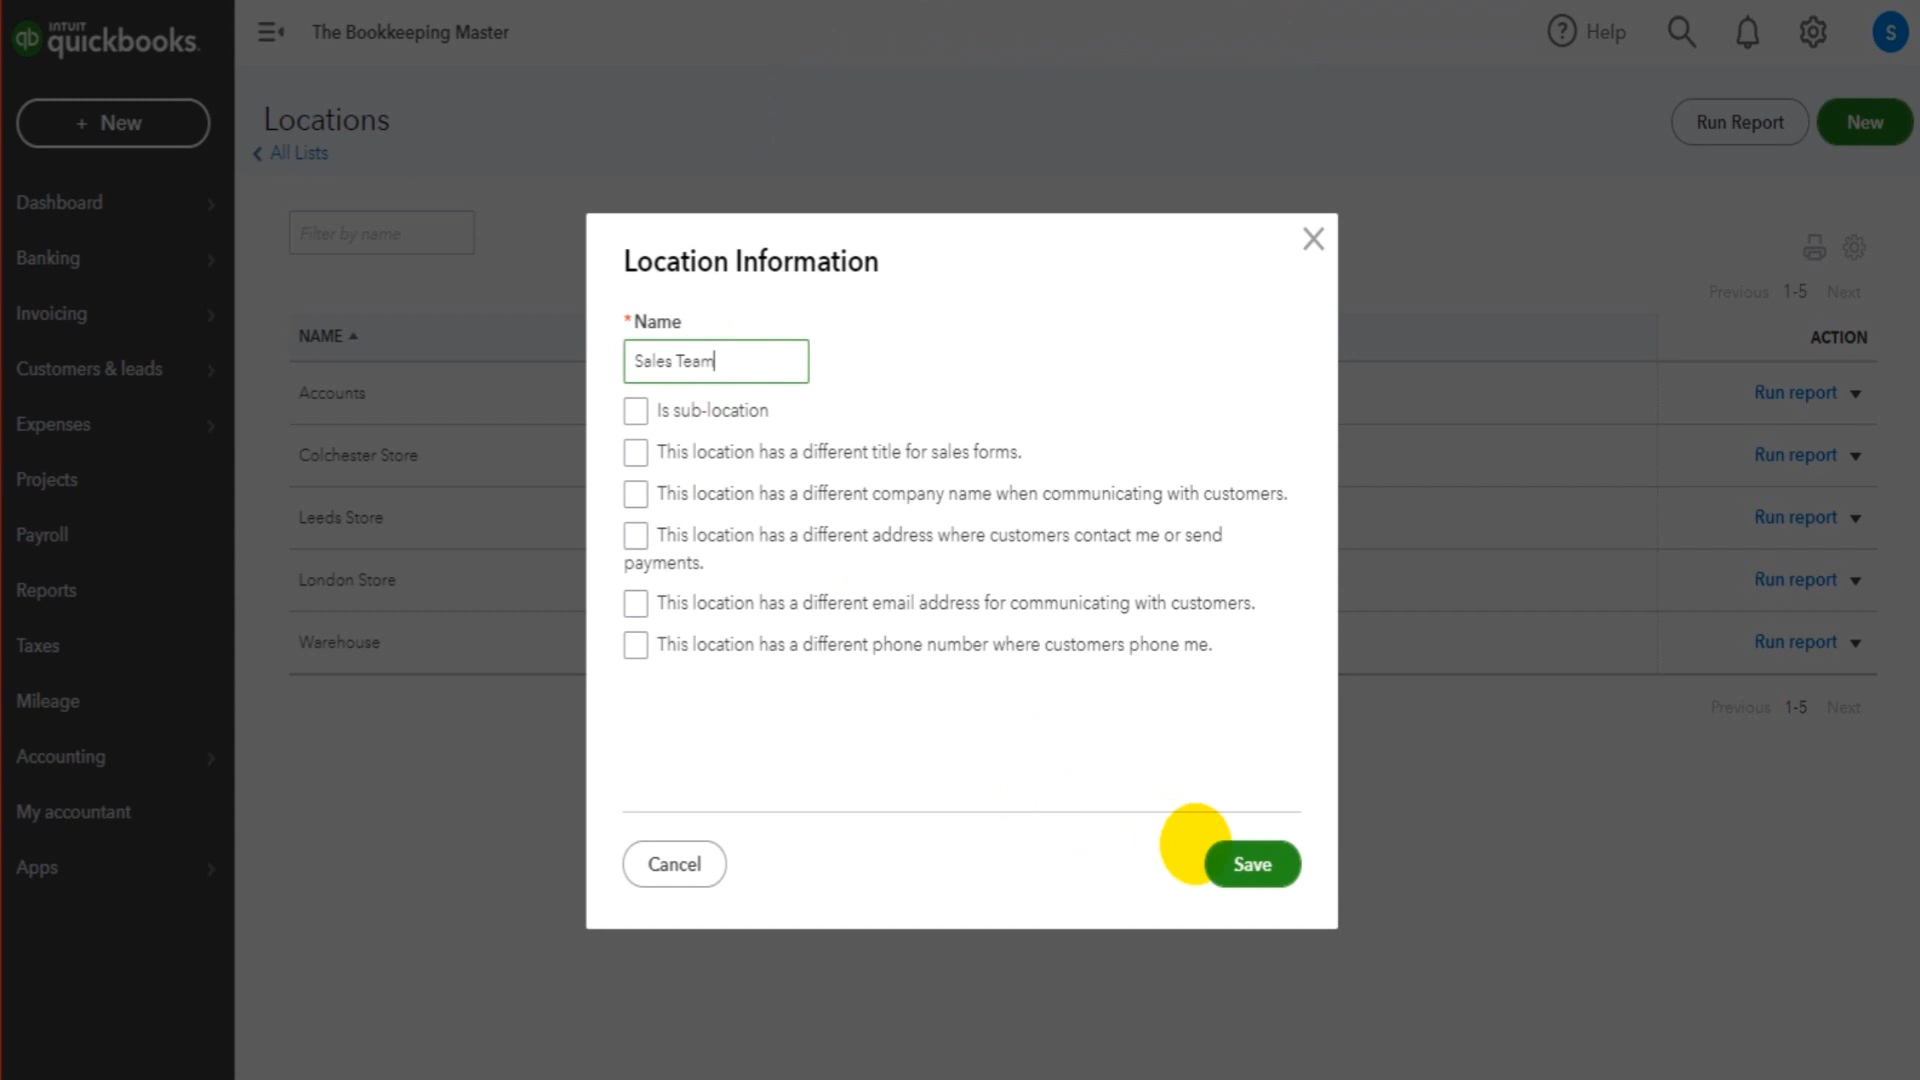 INTUIT
qb quickbooks.
The Bookkeeping Master
? Help
S
+ New
Locations
All Lists
Run Report
New
Dashboard
Banking
Invoicing
Customers & leads
Expenses
Projects
Payroll
Reports
Taxes
Mileage
Accounting
My accountant
Apps
Filter by name
Previous 1-5 Next
NAME
ACTION
Accounts
Run report
Colchester Store
Run report
Leeds Store
Run report
London Store
Run report
Warehouse
Run report
Previous 1-5 Next
Location Information
*Name
Sales Team
Is sub-location
This location has a different title for sales forms.
This location has a different company name when communicating with customers.
This location has a different address where customers contact me or send
payments.
This location has a different email address for communicating with customers.
This location has a different phone number where customers phone me.
Cancel
Save